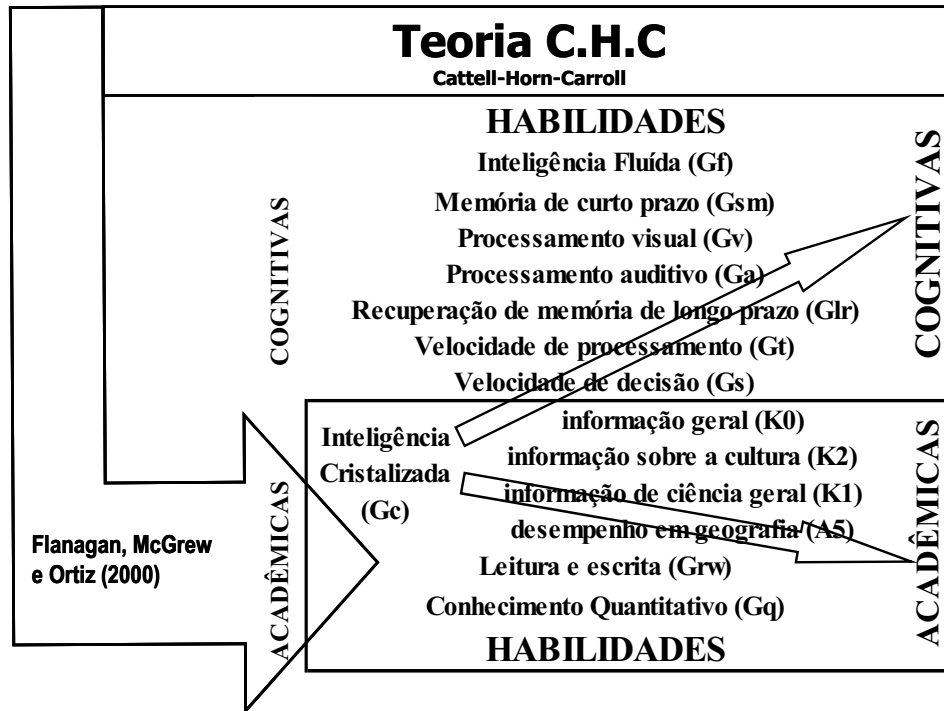 Teoria C.H.C
Cattell-Horn-Carroll
HABILIDADES
COGNITIVAS
Inteligência Fluída (Gf)
Memória de curto prazo (Gsm)
Processamento visual (Gv)
Processamento auditivo (Ga)
Recuperação de memória de longo prazo (Glr)
Velocidade de processamento (Gt)
Velocidade de decisão (Gs)
COGNITIVAS
Flanagan, McGrew
e Ortiz (2000)
ACADÊMICAS
Inteligência
Cristalizada
(Gc)
informação geral (K0)
informação sobre a cultura (K2)
informação de ciência geral (K1)
desempenho em geografia (A5)
Leitura e escrita (Grw)
Conhecimento Quantitativo (Gq)
HABILIDADES
ACADÊMICAS